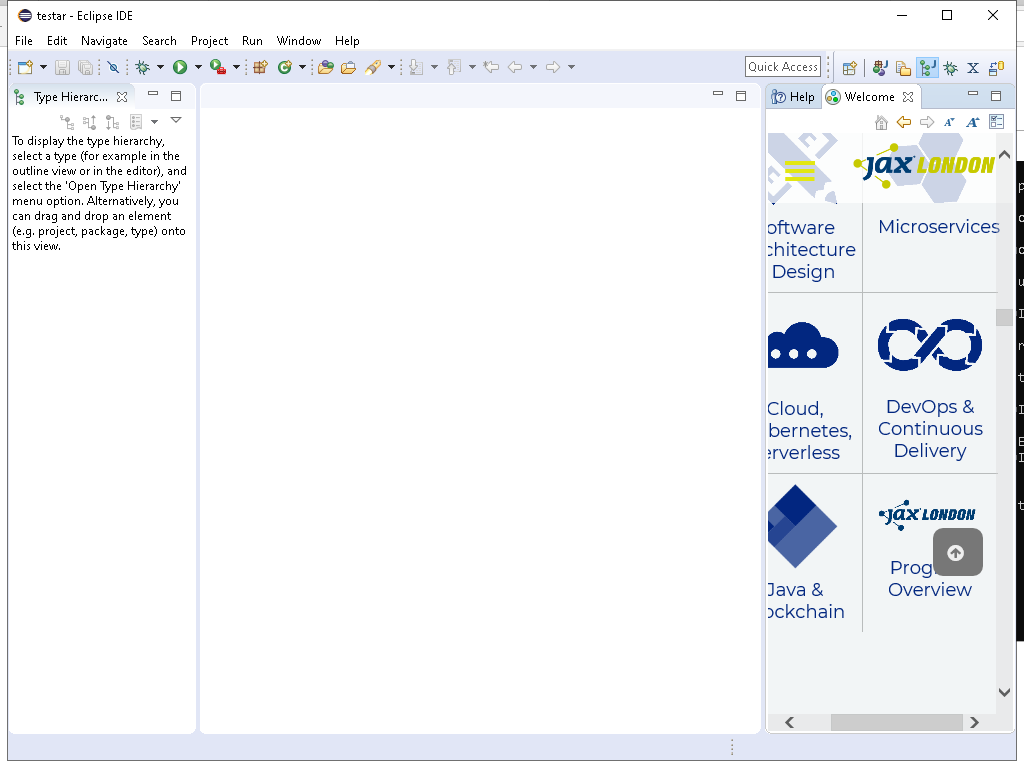 testar - Eclipse IDE
File Edit Navigate Search Project Run Window Help
Quick Access
Type Hierarc...
Help
Welcome
To display the type hierarchy,
select a type (for example in the
outline view or in the editor), and
select the 'Open Type Hierarchy'
menu option. Alternatively, you
can drag and drop an element
(e.g. project, package, type) onto
this view.
JAX LONDON
oftware
chitecture
Design
Microservices
Cloud,
bernetes,
erverless
DevOps &
Continuous
Delivery
Java &
ockchain
JAX LONDON
Prog
Overview